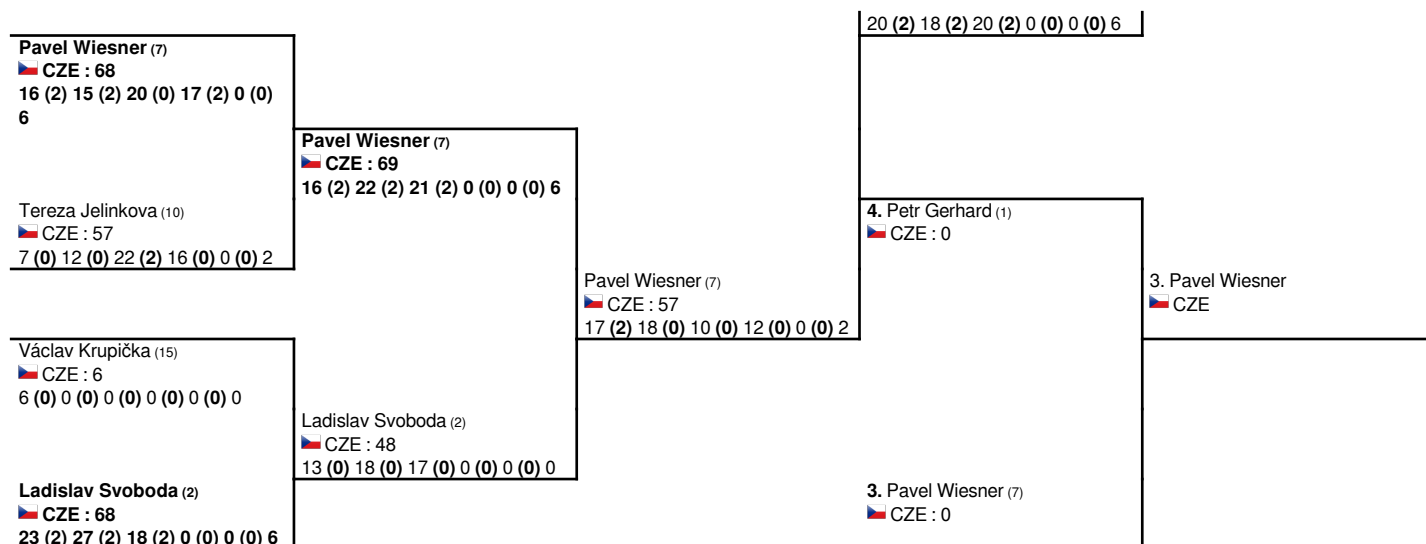 20 (2) 18 (2) 20 (2) 0 (0) 0 (0) 6
Pavel Wiesner (7)
CZE : 68
16 (2) 15 (2) 20 (0) 17 (2) 0 (0)
6
Pavel Wiesner (7)
CZE : 69
16 (2) 22 (2) 21 (2) 0 (0) 0 (0) 6
Tereza Jelinkova (10)
CZE : 57
7 (0) 12 (0) 22 (2) 16 (0) 0 (0) 2
4. Petr Gerhard (1)
CZE : 0
Pavel Wiesner (7)
CZE : 57
17 (2) 18 (0) 10 (0) 12 (0) 0 (0) 2
3. Pavel Wiesner
CZE
Václav Krupička (15)
CZE : 6
6 (0) 0 (0) 0 (0) 0 (0) 0 (0) 0
Ladislav Svoboda (2)
CZE : 48
13 (0) 18 (0) 17 (0) 0 (0) 0 (0) 0
Ladislav Svoboda (2)
CZE : 68
23 (2) 27 (2) 18 (2) 0 (0) 0 (0) 6
3. Pavel Wiesner (7)
CZE : 0